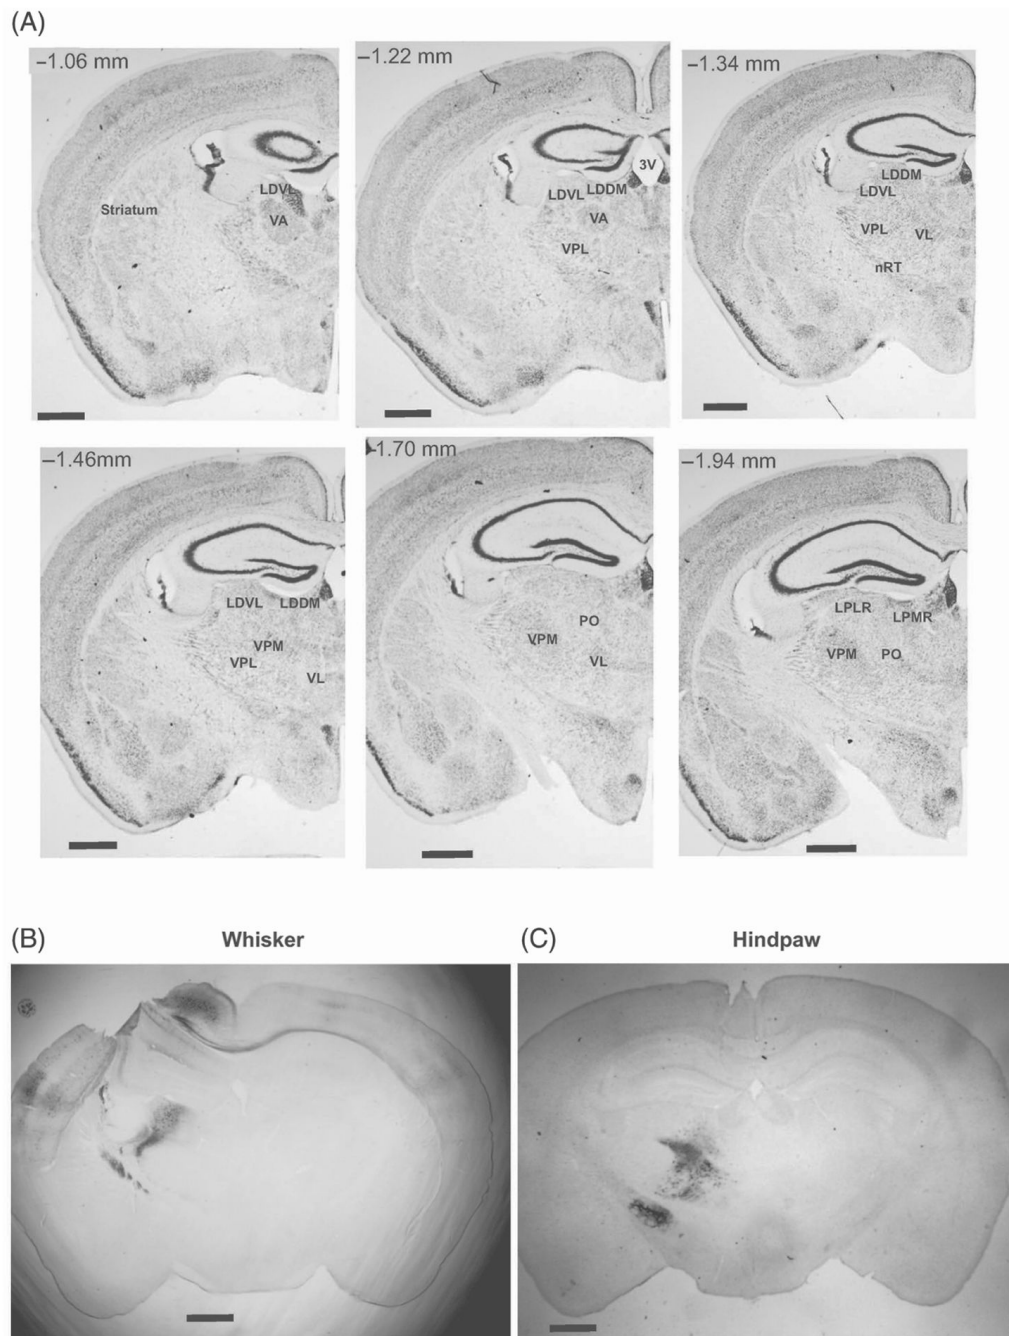 (A)
–1.06 mm
–1.22 mm
–1.34 mm
3V
LDVL
LDVL
LDDM
LDDM
LDVL
Striatum
VA
VA
VPL
VPL
VL
nRT
–1.46mm
–1.70 mm
–1.94 mm
LDVL
LDDM
VPM
VPL
VL
PO
VPM
VL
LPLR
LPMR
VPM
PO
(B)
Whisker
(C)
Hindpaw